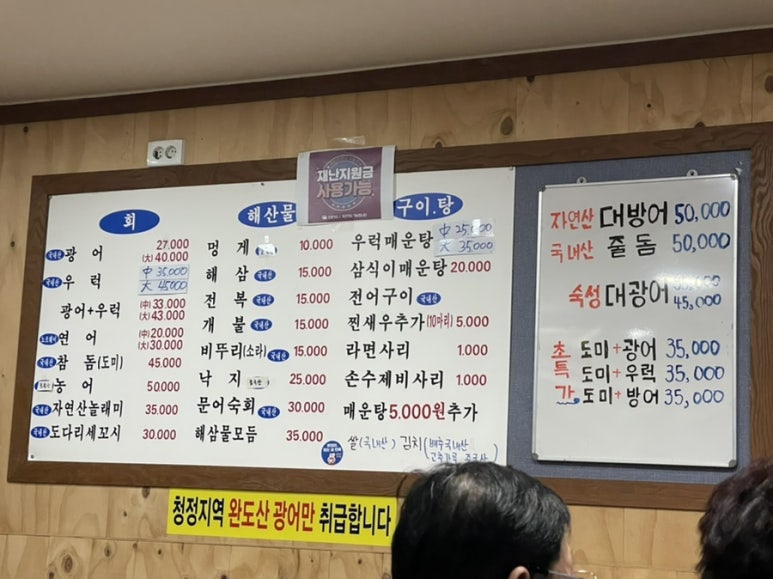 재난지원금
사용가능.
회
국내산 광어 27.000
(大) 40.000
국내산 우럭 中 35,000
大 45,000
광어+우럭 (中) 33.000
(大) 43.000
연어 (中) 20.000
(大) 30.000
국내산 참돔(도미) 45.000
농어 50.000
국내산 자연산놀래미 35.000
국내산 도다리세꼬시 30.000
해산물
멍게 10.000
해삼 국내산 15.000
전복 국내산 15.000
개불 국내산 15.000
비뚜리(소라) 국내산 15.000
낙지 25.000
문어숙회 국내산 30.000
해삼물모듬 35.000
구이.탕
우럭매운탕 中 25,000
大 35,000
삼식이매운탕 20.000
전어구이 국내산
찐새우추가(10마리) 5.000
라면사리 1.000
손수제비사리 1.000
매운탕 5.000원추가
쌀(국내산) 김치(배추국내산
고춧가루 중국산)
자연산 대방어 50,000
국내산 줄돔 50,000
숙성 대광어
45,000
초 도미+광어 35,000
특 도미+우럭 35,000
가 도미+방어 35,000
청정지역 완도산 광어만 취급합니다